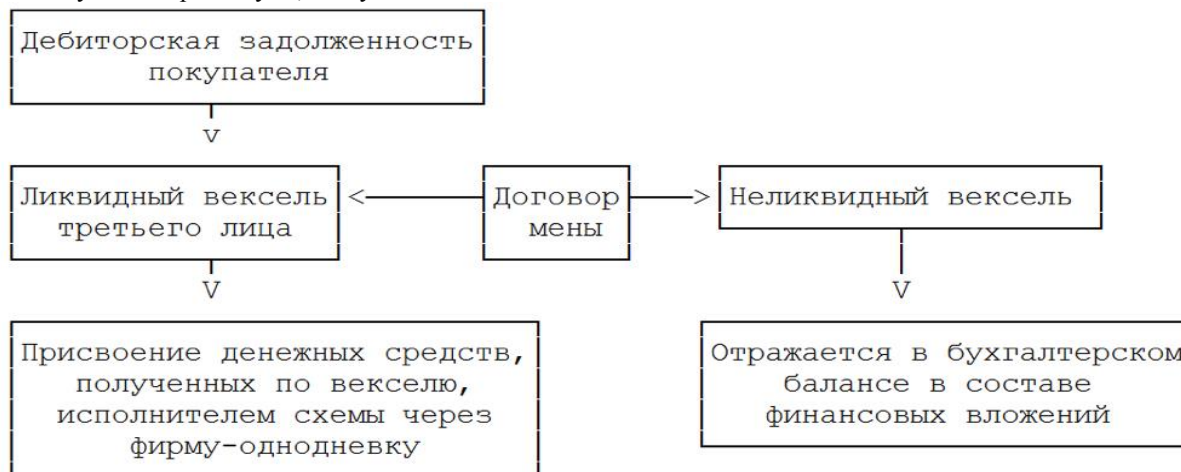 Дебиторская задолженность
покупателя
v
Ликвидный вексель
третьего лица
<
Договор
мены
>
Неликвидный вексель
V
V
Присвоение денежных средств,
полученных по векселю,
исполнителем схемы через
фирму-однодневку
Отражается в бухгалтерском
балансе в составе
финансовых вложений